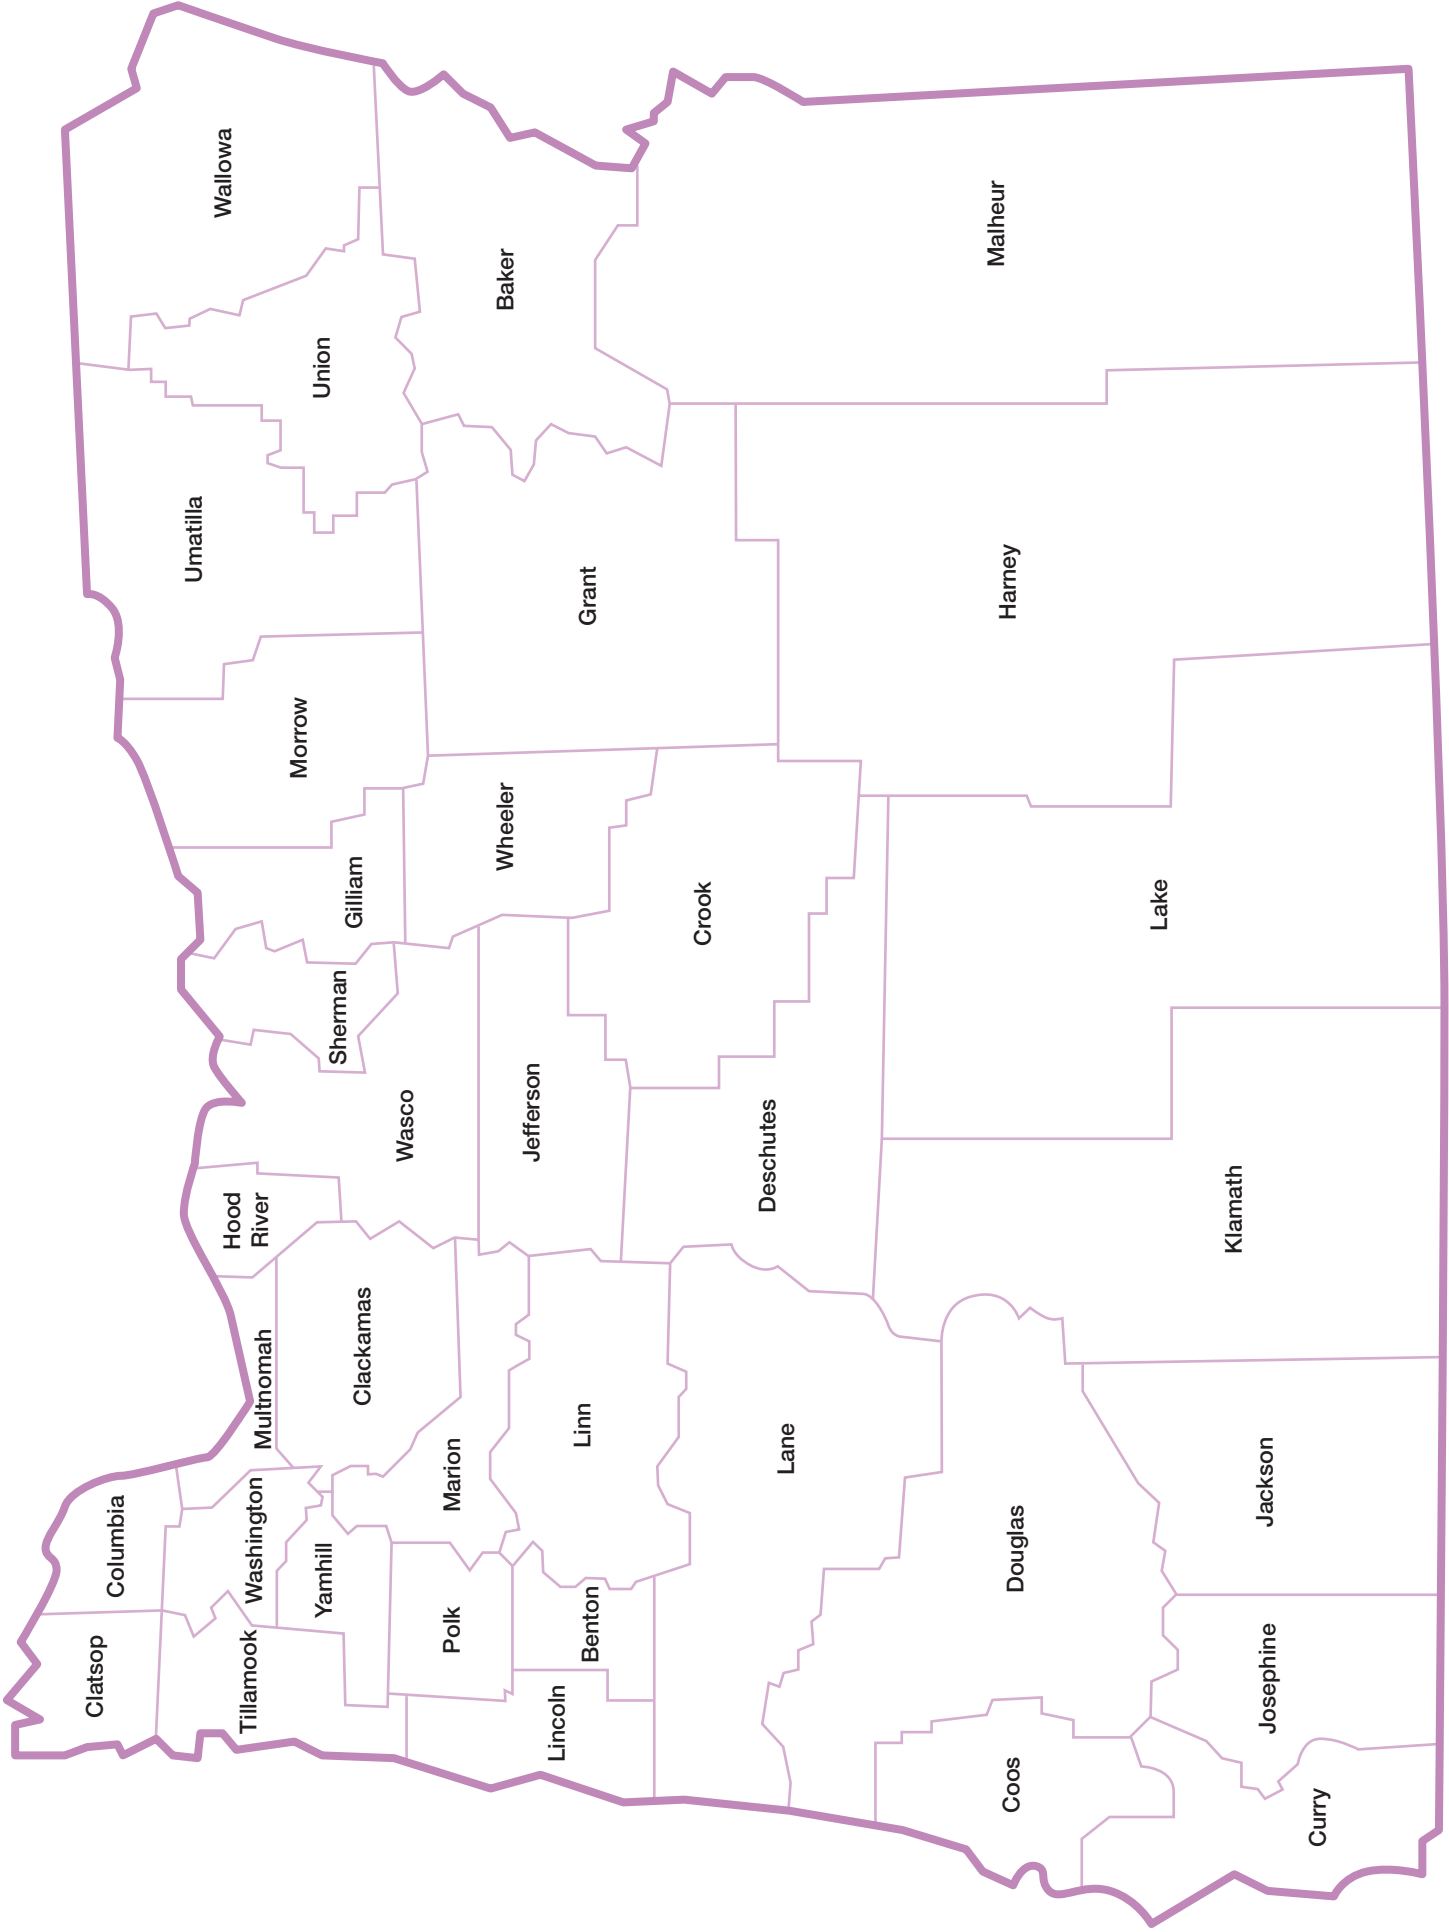 Clatsop
Columbia
Tillamook
Washington
Multnomah
Hood
River
Yamhill
Clackamas
Wasco
Sherman
Gilliam
Morrow
Umatilla
Union
Wallowa
Polk
Marion
Lincoln
Benton
Linn
Jefferson
Wheeler
Grant
Baker
Lane
Deschutes
Crook
Coos
Douglas
Klamath
Lake
Harney
Malheur
Curry
Josephine
Jackson